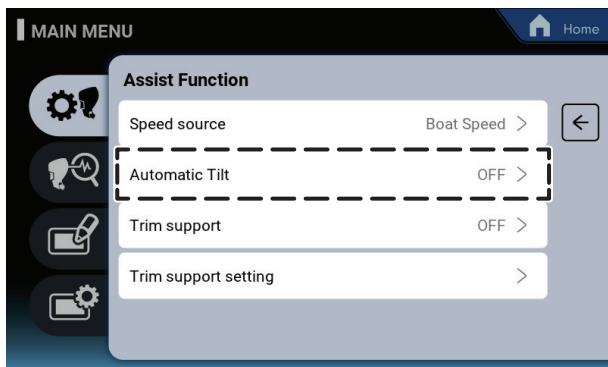 MAIN MENU
Home
Assist Function
Speed source Boat Speed >
Automatic Tilt OFF >
Trim support OFF >
Trim support setting >